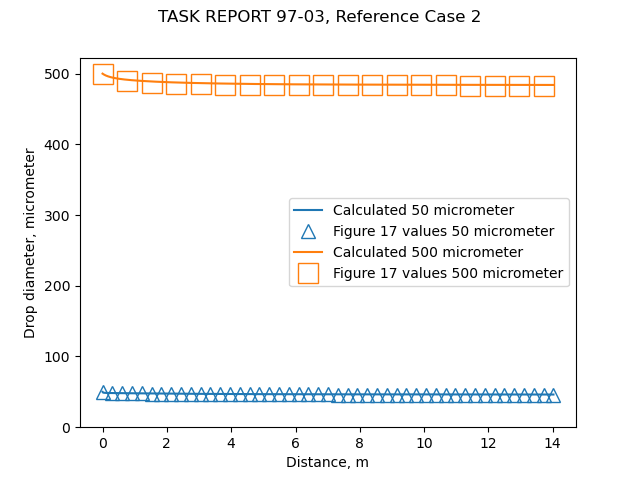 TASK REPORT 97-03, Reference Case 2
500
400
300
200
100
0
Drop diameter, micrometer
Calculated 50 micrometer
Figure 17 values 50 micrometer
Calculated 500 micrometer
Figure 17 values 500 micrometer
0 2 4 6 8 10 12 14
Distance, m